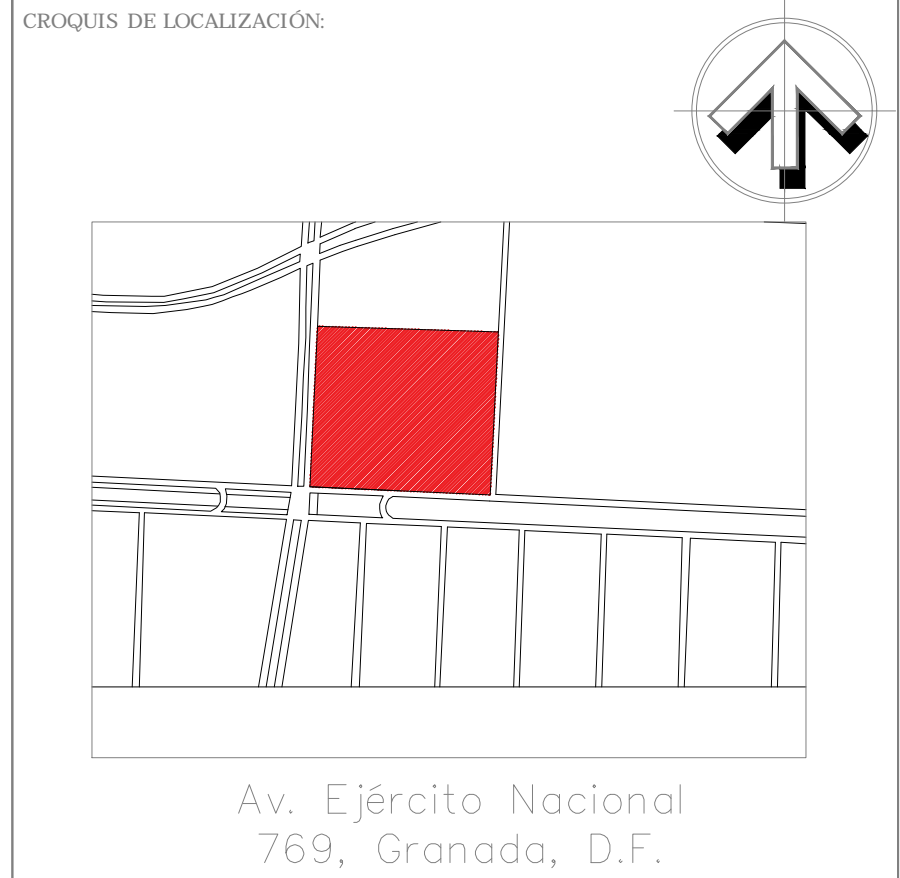 CROQUIS DE LOCALIZACIÓN:
Av. Ejército Nacional
769, Granada, D.F.